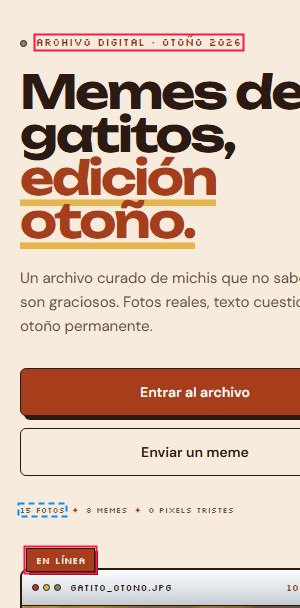 ARCHIVO DIGITAL · OTOÑO 2026
Memes de
gatitos,
edición
otoño.
Un archivo curado de michis que no
son graciosos. Fotos reales, texto
otoño permanente.
Entrar al archivo
Enviar un meme
15 FOTOS ✦ 8 MEMES ✦ 0 PIXELS TRISTES
EN LÍNEA
GATITO_OTONO.JPG